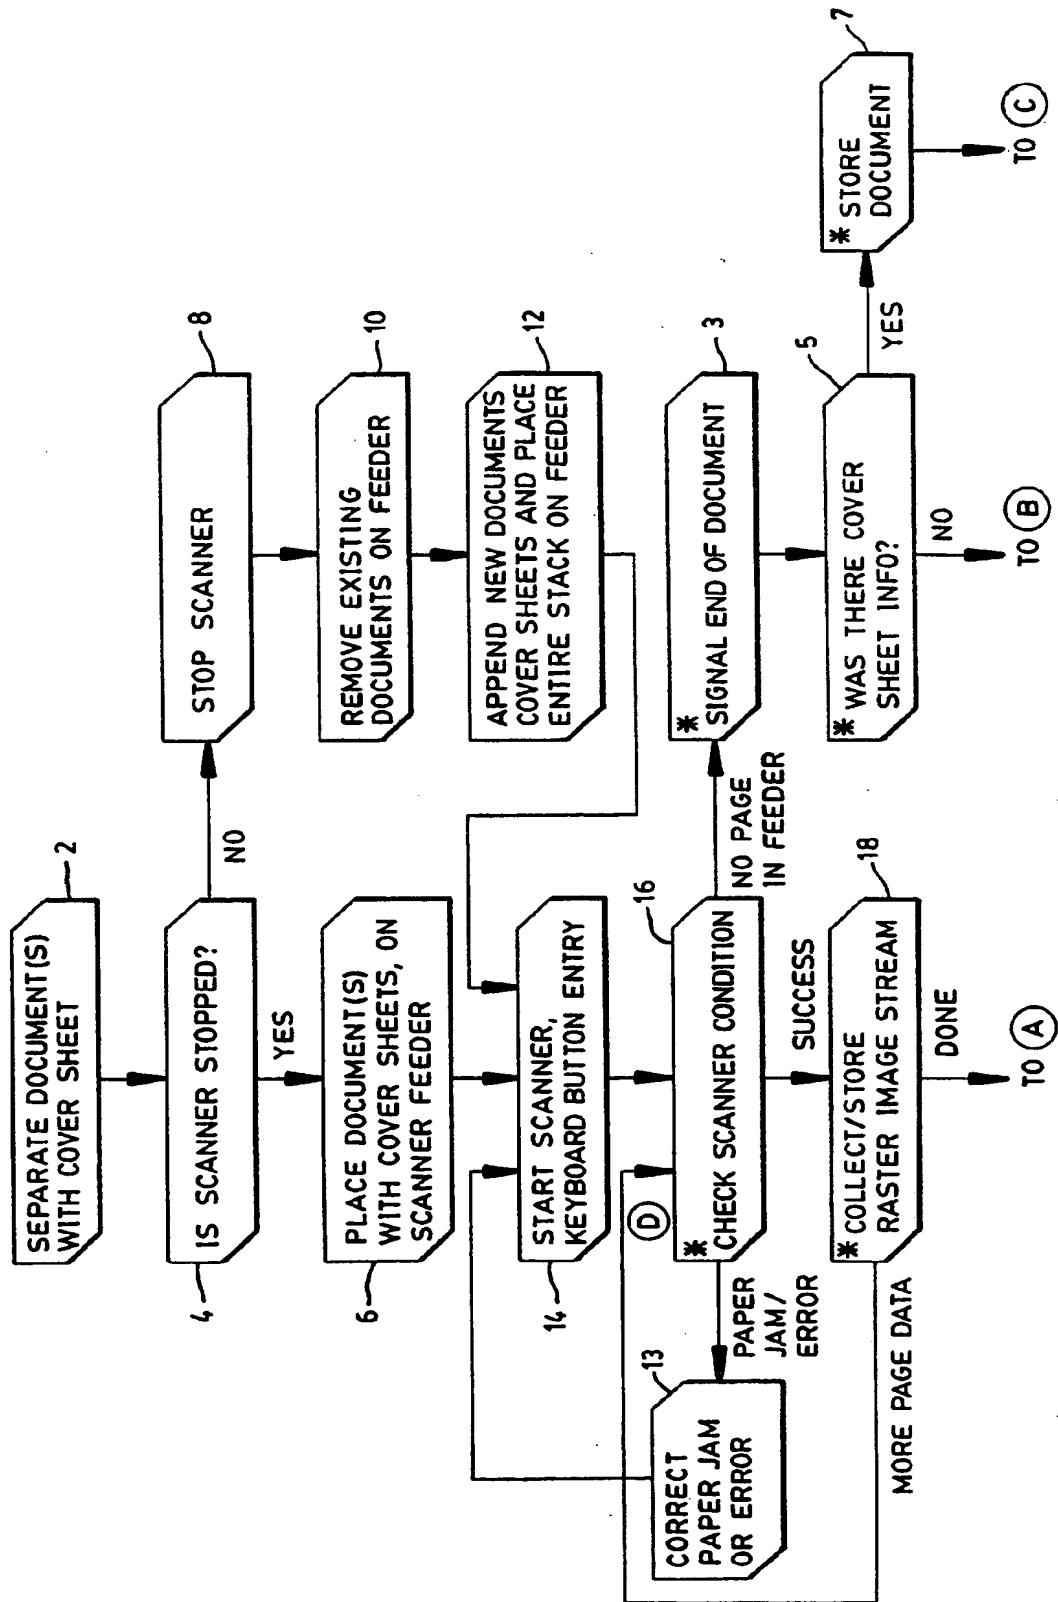 2
SEPARATE DOCUMENT(S)
WITH COVER SHEET
4
IS SCANNER STOPPED?
NO
YES
8
STOP SCANNER
6
PLACE DOCUMENT(S)
WITH COVER SHEETS, ON
SCANNER FEEDER
10
REMOVE EXISTING
DOCUMENTS ON FEEDER
12
APPEND NEW DOCUMENTS
COVER SHEETS AND PLACE
ENTIRE STACK ON FEEDER
14
START SCANNER,
KEYBOARD BUTTON ENTRY
D
16
* CHECK SCANNER CONDITION
PAPER
JAM/
ERROR
13
CORRECT
PAPER JAM
OR ERROR
NO PAGE
IN FEEDER
3
* SIGNAL END OF DOCUMENT
SUCCESS
18
* COLLECT/STORE
RASTER IMAGE STREAM
MORE PAGE DATA
DONE
TO A
5
* WAS THERE COVER
SHEET INFO?
NO
TO B
YES
7
* STORE
DOCUMENT
TO C